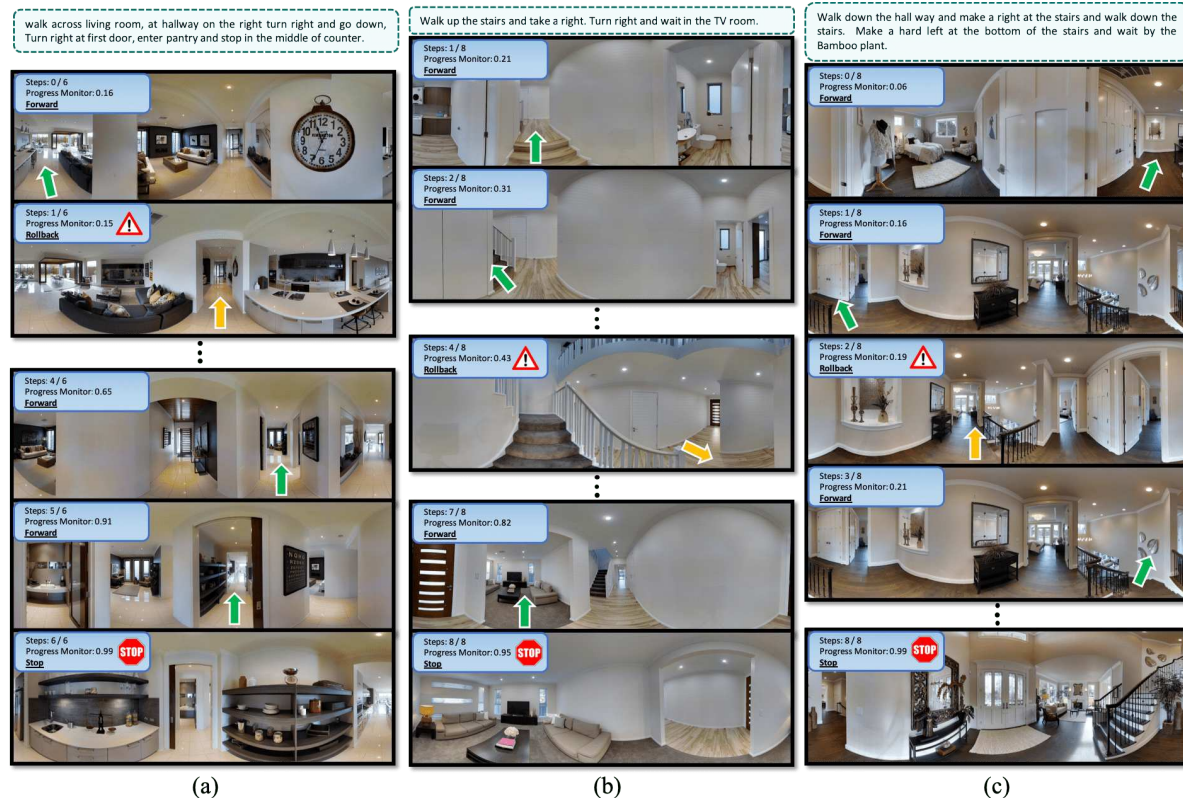 walk across living room, at hallway on the right turn right and go down,
Turn right at first door, enter pantry and stop in the middle of counter.
Steps: 0 / 6
Progress Monitor: 0.16
Forward
Steps: 1 / 6
Progress Monitor: 0.15
Rollback
Steps: 4 / 6
Progress Monitor: 0.65
Forward
Steps: 5 / 6
Progress Monitor: 0.91
Forward
Steps: 6 / 6
Progress Monitor: 0.99
Stop
STOP
(a)
Walk up the stairs and take a right. Turn right and wait in the TV room.
Steps: 1 / 8
Progress Monitor: 0.21
Forward
Steps: 2 / 8
Progress Monitor: 0.31
Forward
Steps: 4 / 8
Progress Monitor: 0.43
Rollback
Steps: 7 / 8
Progress Monitor: 0.82
Forward
Steps: 8 / 8
Progress Monitor: 0.95
Stop
STOP
(b)
Walk down the hall way and make a right at the stairs and walk down the
stairs. Make a hard left at the bottom of the stairs and wait by the
Bamboo plant.
Steps: 0 / 8
Progress Monitor: 0.06
Forward
Steps: 1 / 8
Progress Monitor: 0.16
Forward
Steps: 2 / 8
Progress Monitor: 0.19
Rollback
Steps: 3 / 8
Progress Monitor: 0.21
Forward
Steps: 8 / 8
Progress Monitor: 0.99
Stop
STOP
(c)